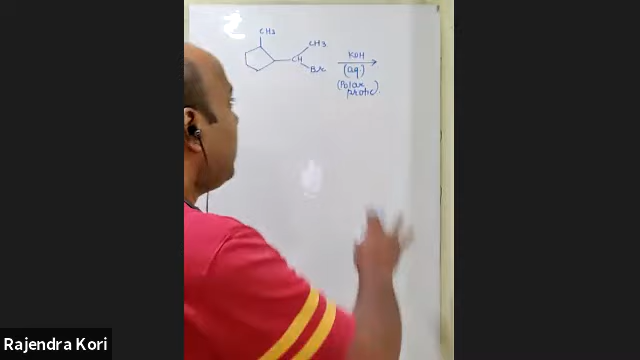 CH3
CH3
CH
Br
KOH
(aq.)
(Polar
protic).
Rajendra Kori